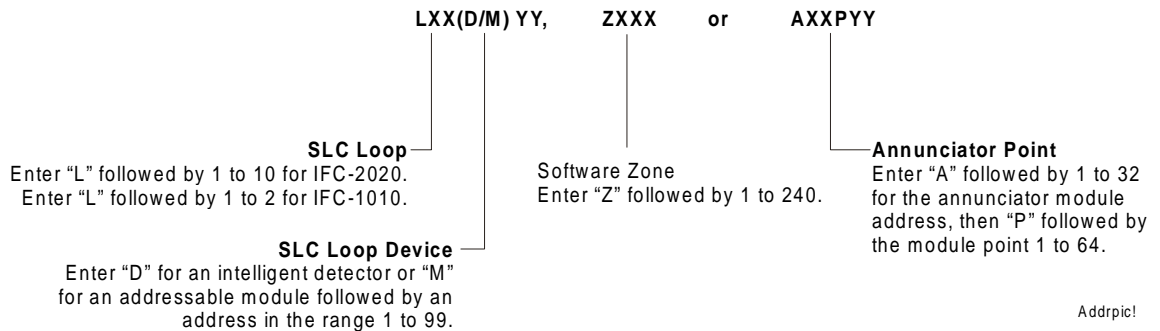 LXX(D/M) YY, ZXXX or AXXPYY
SLC Loop
Enter “L” followed by 1 to 10 for IFC-2020.
Enter “L” followed by 1 to 2 for IFC-1010.
SLC Loop Device
Enter “D” for an intelligent detector or “M”
for an addressable module followed by an
address in the range 1 to 99.
Software Zone
Enter “Z” followed by 1 to 240.
Annunciator Point
Enter “A” followed by 1 to 32
for the annunciator module
address, then “P” followed by
the module point 1 to 64.
Addrpic!